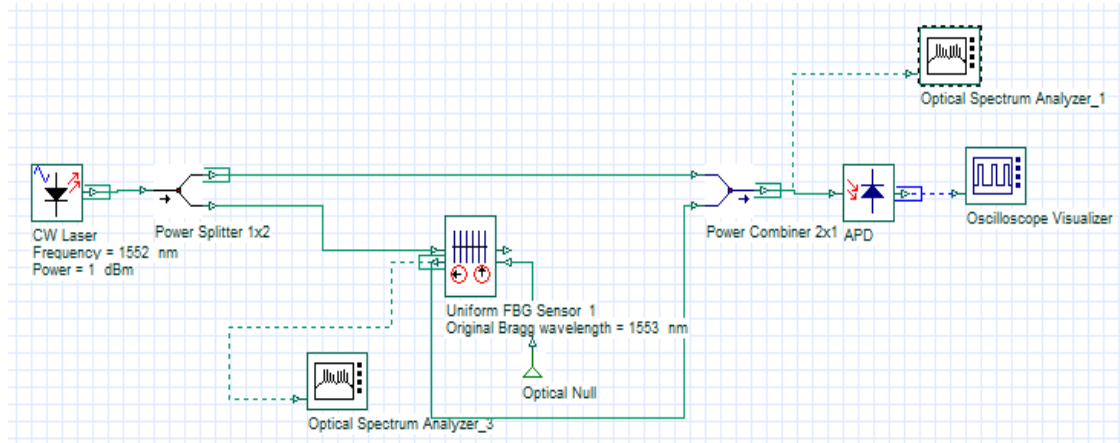 Optical Spectrum Analyzer_1
CW Laser
Frequency = 1552 nm
Power = 1 dBm
Power Splitter 1x2
Power Combiner 2x1
APD
Oscilloscope Visualizer
Uniform FBG Sensor 1
Original Bragg wavelength = 1553 nm
Optical Null
Optical Spectrum Analyzer_3